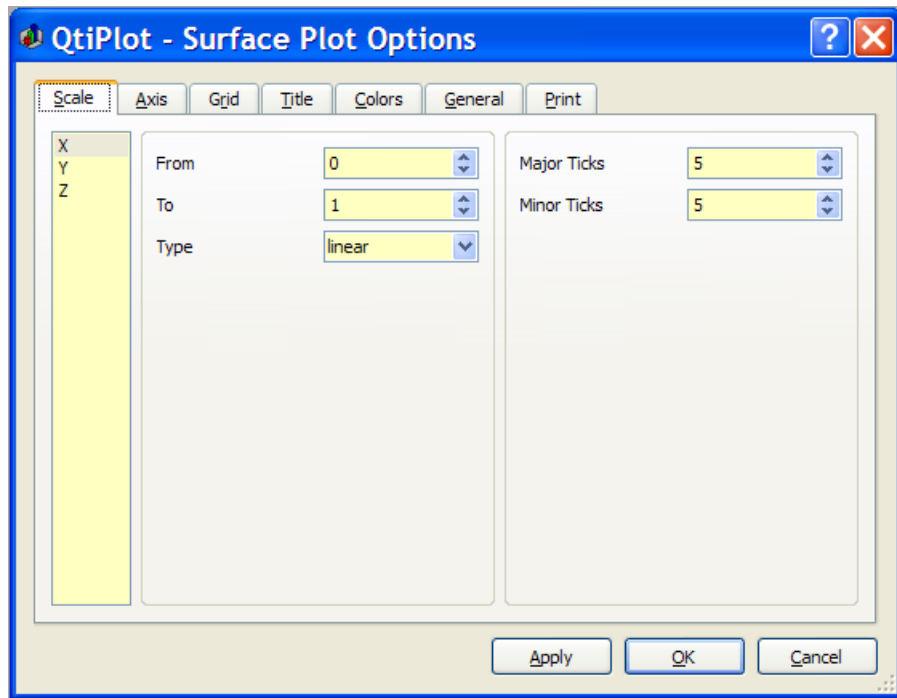 QtiPlot - Surface Plot Options ?
Scale Axis Grid Title Colors General Print
X
Y
Z
From 0
To 1
Type linear
Major Ticks 5
Minor Ticks 5
Apply OK Cancel